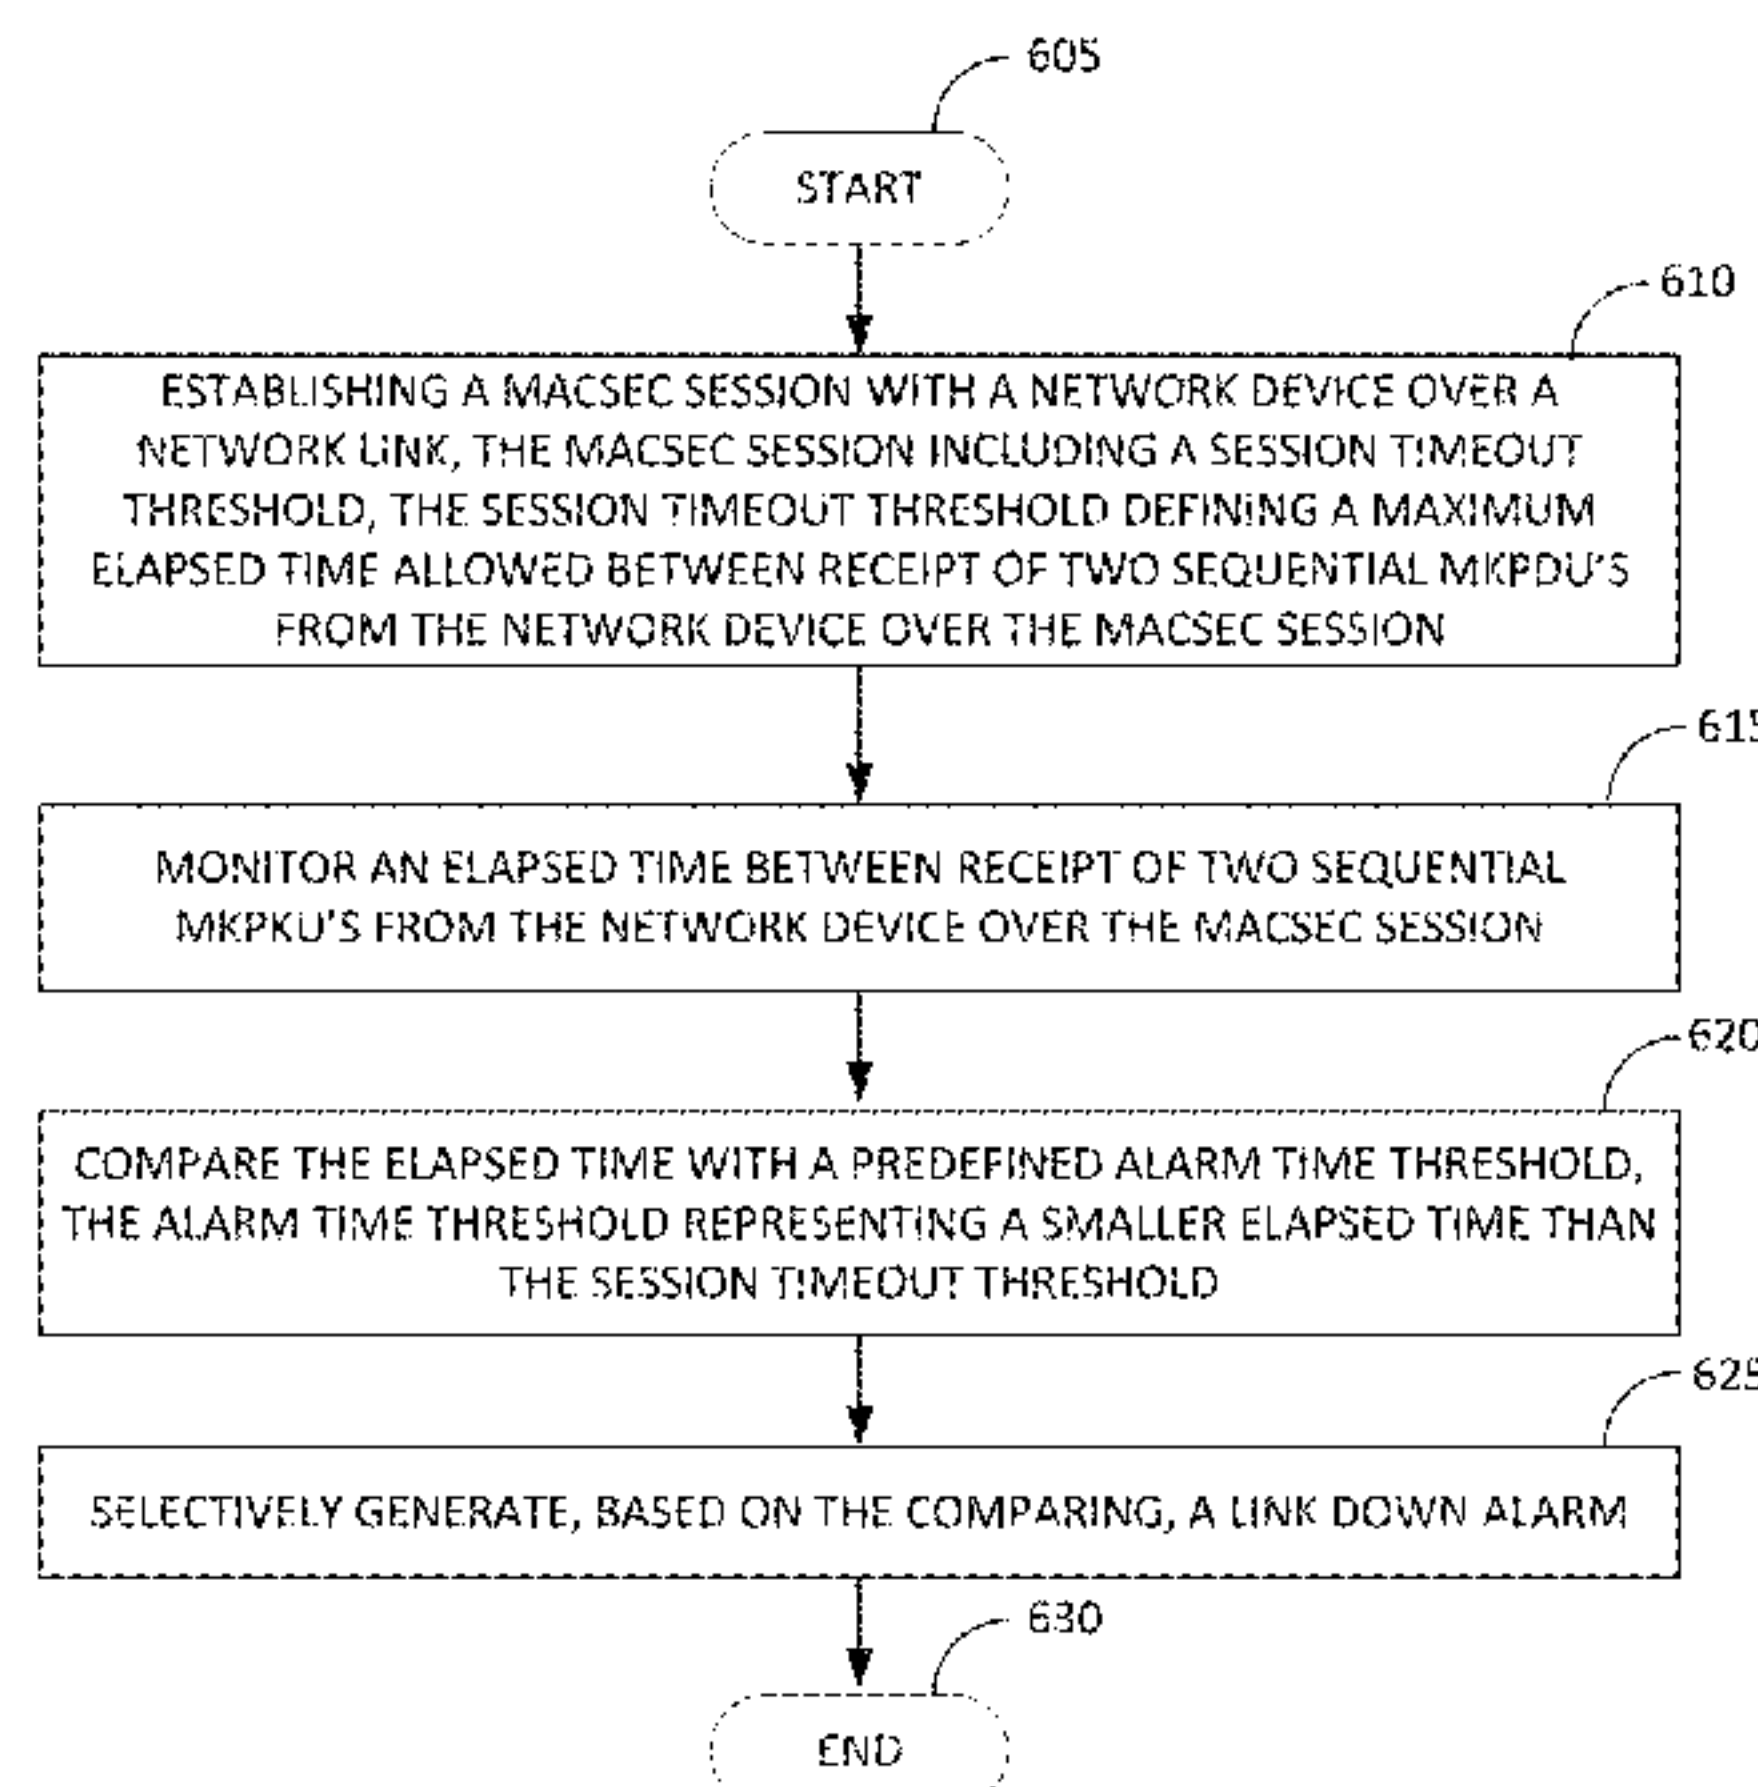 605
START
610
ESTABLISHING A MACSEC SESSION WITH A NETWORK DEVICE OVER A
NETWORK LINK, THE MACSEC SESSION INCLUDING A SESSION TIMEOUT
THRESHOLD, THE SESSION TIMEOUT THRESHOLD DEFINING A MAXIMUM
ELAPSED TIME ALLOWED BETWEEN RECEIPT OF TWO SEQUENTIAL MKPDU'S
FROM THE NETWORK DEVICE OVER THE MACSEC SESSION
615
MONITOR AN ELAPSED TIME BETWEEN RECEIPT OF TWO SEQUENTIAL
MKPKU'S FROM THE NETWORK DEVICE OVER THE MACSEC SESSION
620
COMPARE THE ELAPSED TIME WITH A PREDEFINED ALARM TIME THRESHOLD,
THE ALARM TIME THRESHOLD REPRESENTING A SMALLER ELAPSED TIME THAN
THE SESSION TIMEOUT THRESHOLD
625
SELECTIVELY GENERATE, BASED ON THE COMPARING, A LINK DOWN ALARM
630
END